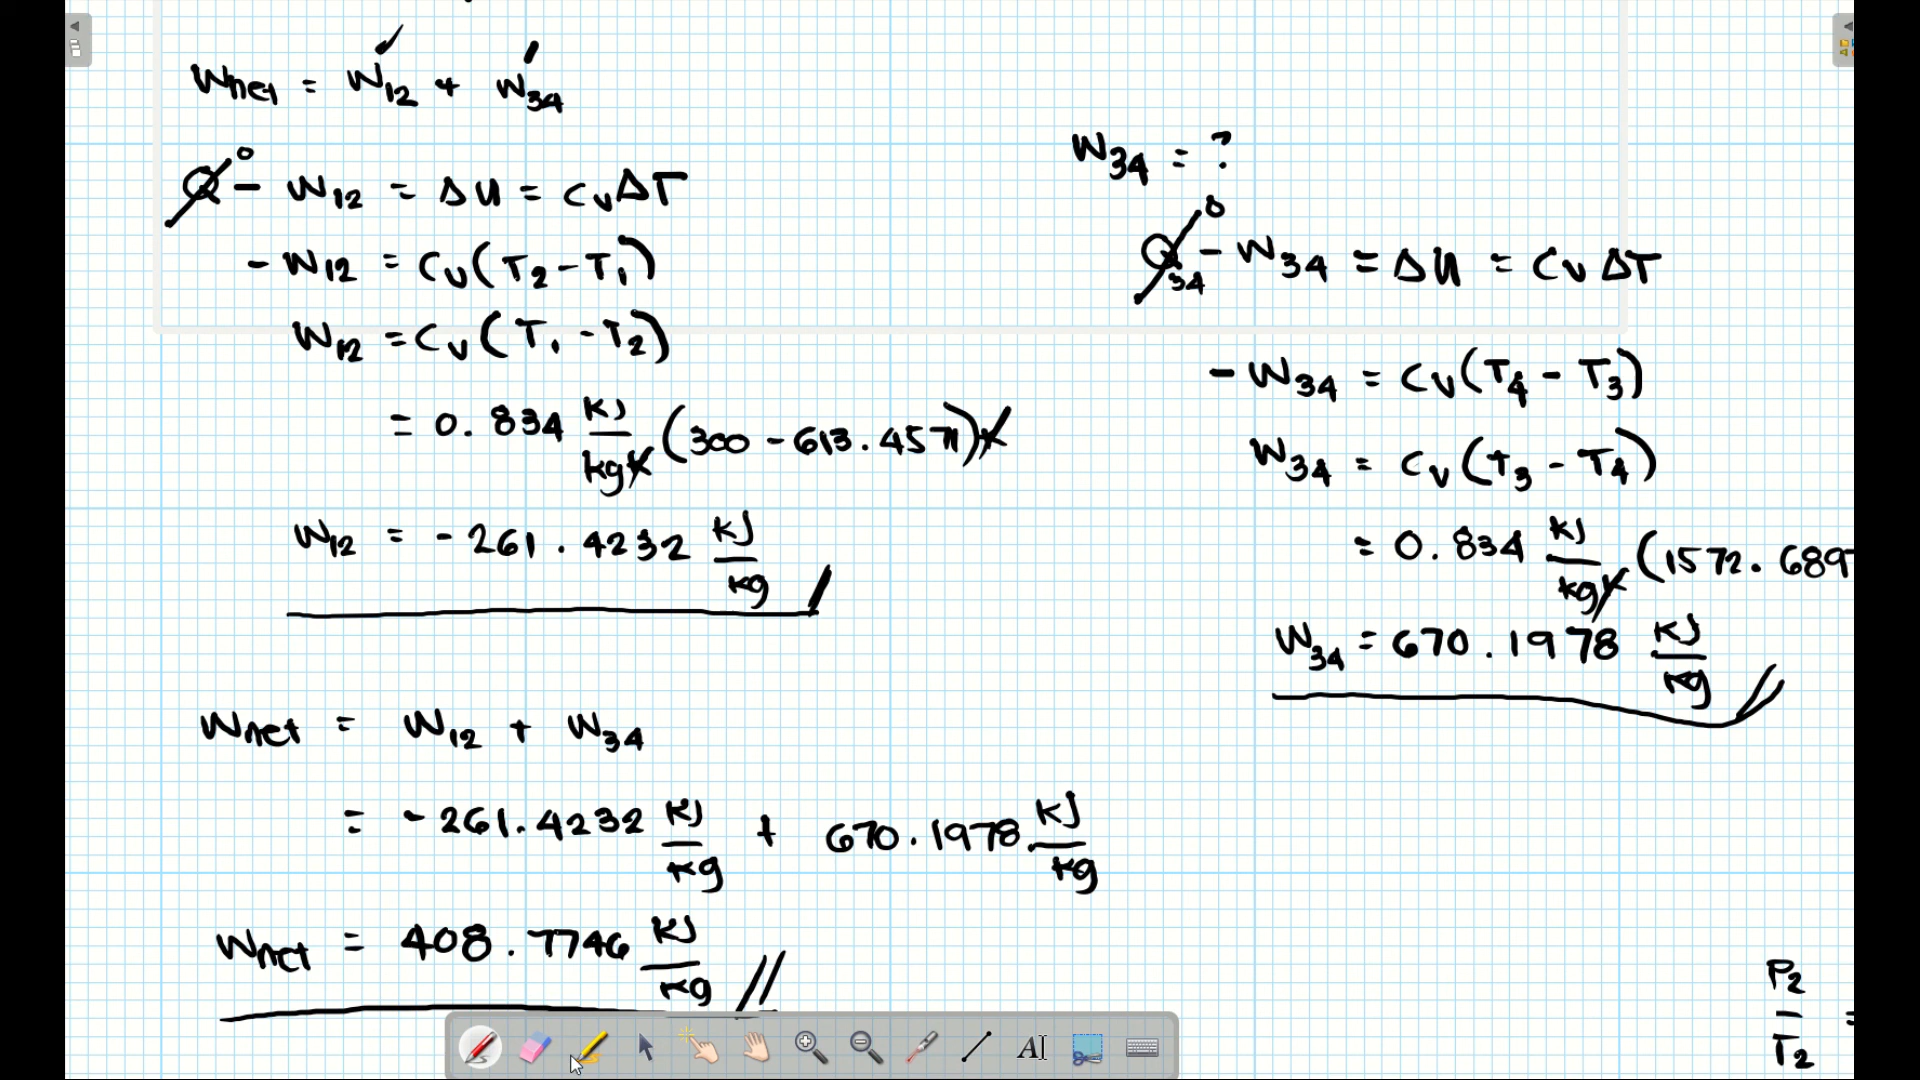 Wnet = W12 + W34
Q⁰ - W12 = ΔU = CvΔT
- W12 = Cv(T2 - T1)
W12 = Cv(T1 - T2)
= 0.834 kJ/kgK (300 - 613.4571)K
W12 = -261.4232 kJ/kg
Wnet = W12 + W34
= -261.4232 kJ/kg + 670.1978 kJ/kg
Wnet = 408.7746 kJ/kg
W34 = ?
Q34⁰ - W34 = ΔU = CvΔT
- W34 = Cv(T4 - T3)
W34 = Cv(T3 - T4)
= 0.834 kJ/kgK (1572.689
W34 = 670.1978 kJ/kg
P2/T2 =
AI